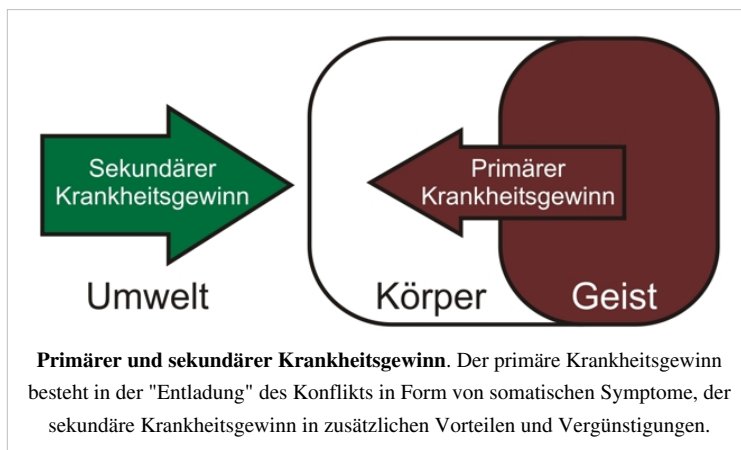 Sekundärer
Krankheitsgewinn
Primärer
Krankheitsgewinn
Umwelt
Körper
Geist
Primärer und sekundärer Krankheitsgewinn. Der primäre Krankheitsgewinn
besteht in der "Entladung" des Konflikts in Form von somatischen Symptome, der
sekundäre Krankheitsgewinn in zusätzlichen Vorteilen und Vergünstigungen.